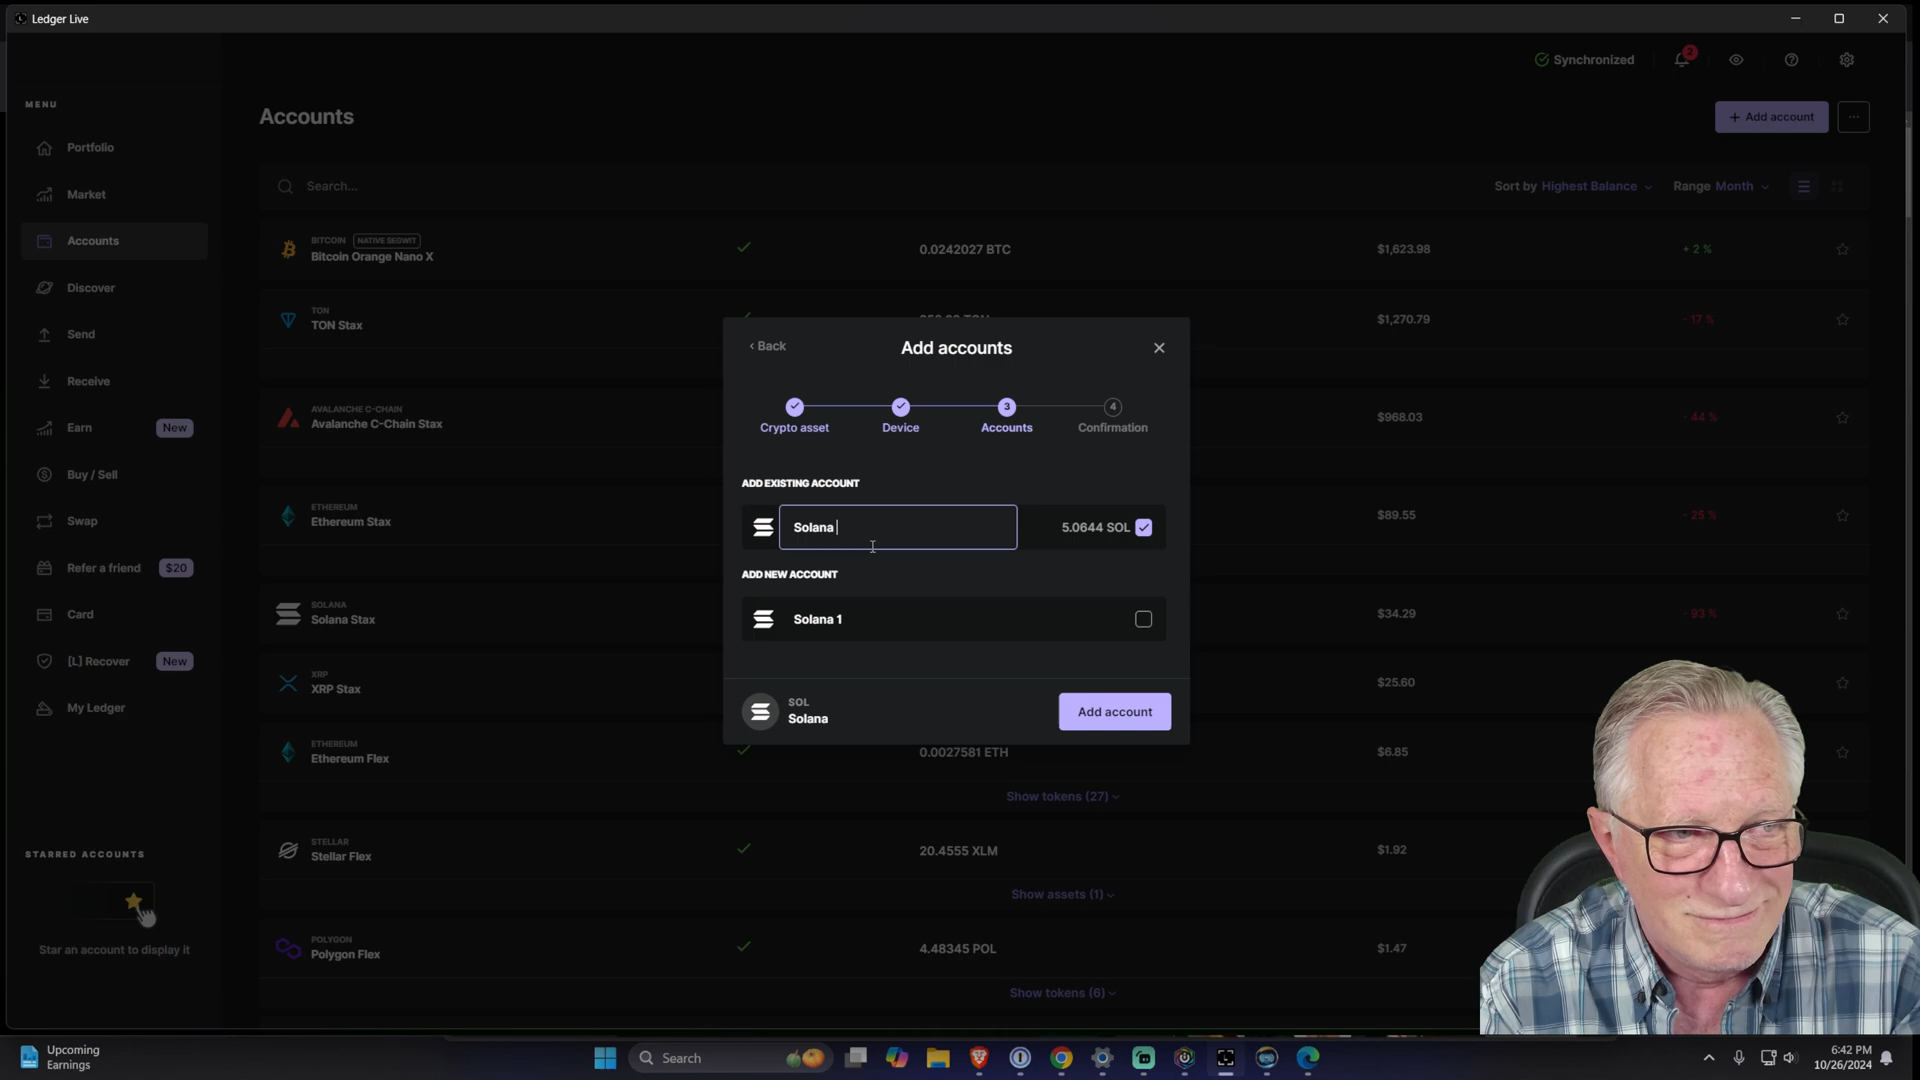 Ledger Live
Synchronized
2
MENU
Portfolio
Market
Accounts
Discover
Send
Receive
Earn New
Buy / Sell
Swap
Refer a friend $20
Card
[L] Recover New
My Ledger
STARRED ACCOUNTS
Star an account to display it
Accounts
+ Add account
Search...
Sort by Highest Balance
Range Month
BITCOIN NATIVE SEGWIT
Bitcoin Orange Nano X
0.0242027 BTC
$1,623.98
+ 2 %
TON
TON Stax
$1,270.79
- 17 %
AVALANCHE C-CHAIN
Avalanche C-Chain Stax
$968.03
- 44 %
ETHEREUM
Ethereum Stax
$89.55
- 25 %
SOLANA
Solana Stax
$34.29
- 93 %
XRP
XRP Stax
$25.60
ETHEREUM
Ethereum Flex
0.0027581 ETH
$6.85
Show tokens (27)
STELLAR
Stellar Flex
20.4555 XLM
$1.92
Show assets (1)
POLYGON
Polygon Flex
4.48345 POL
$1.47
Show tokens (6)
Back
Add accounts
3
4
Crypto asset
Device
Accounts
Confirmation
ADD EXISTING ACCOUNT
Solana
5.0644 SOL
ADD NEW ACCOUNT
Solana 1
SOL
Solana
Add account
Upcoming
Earnings
Search
6:42 PM
10/26/2024